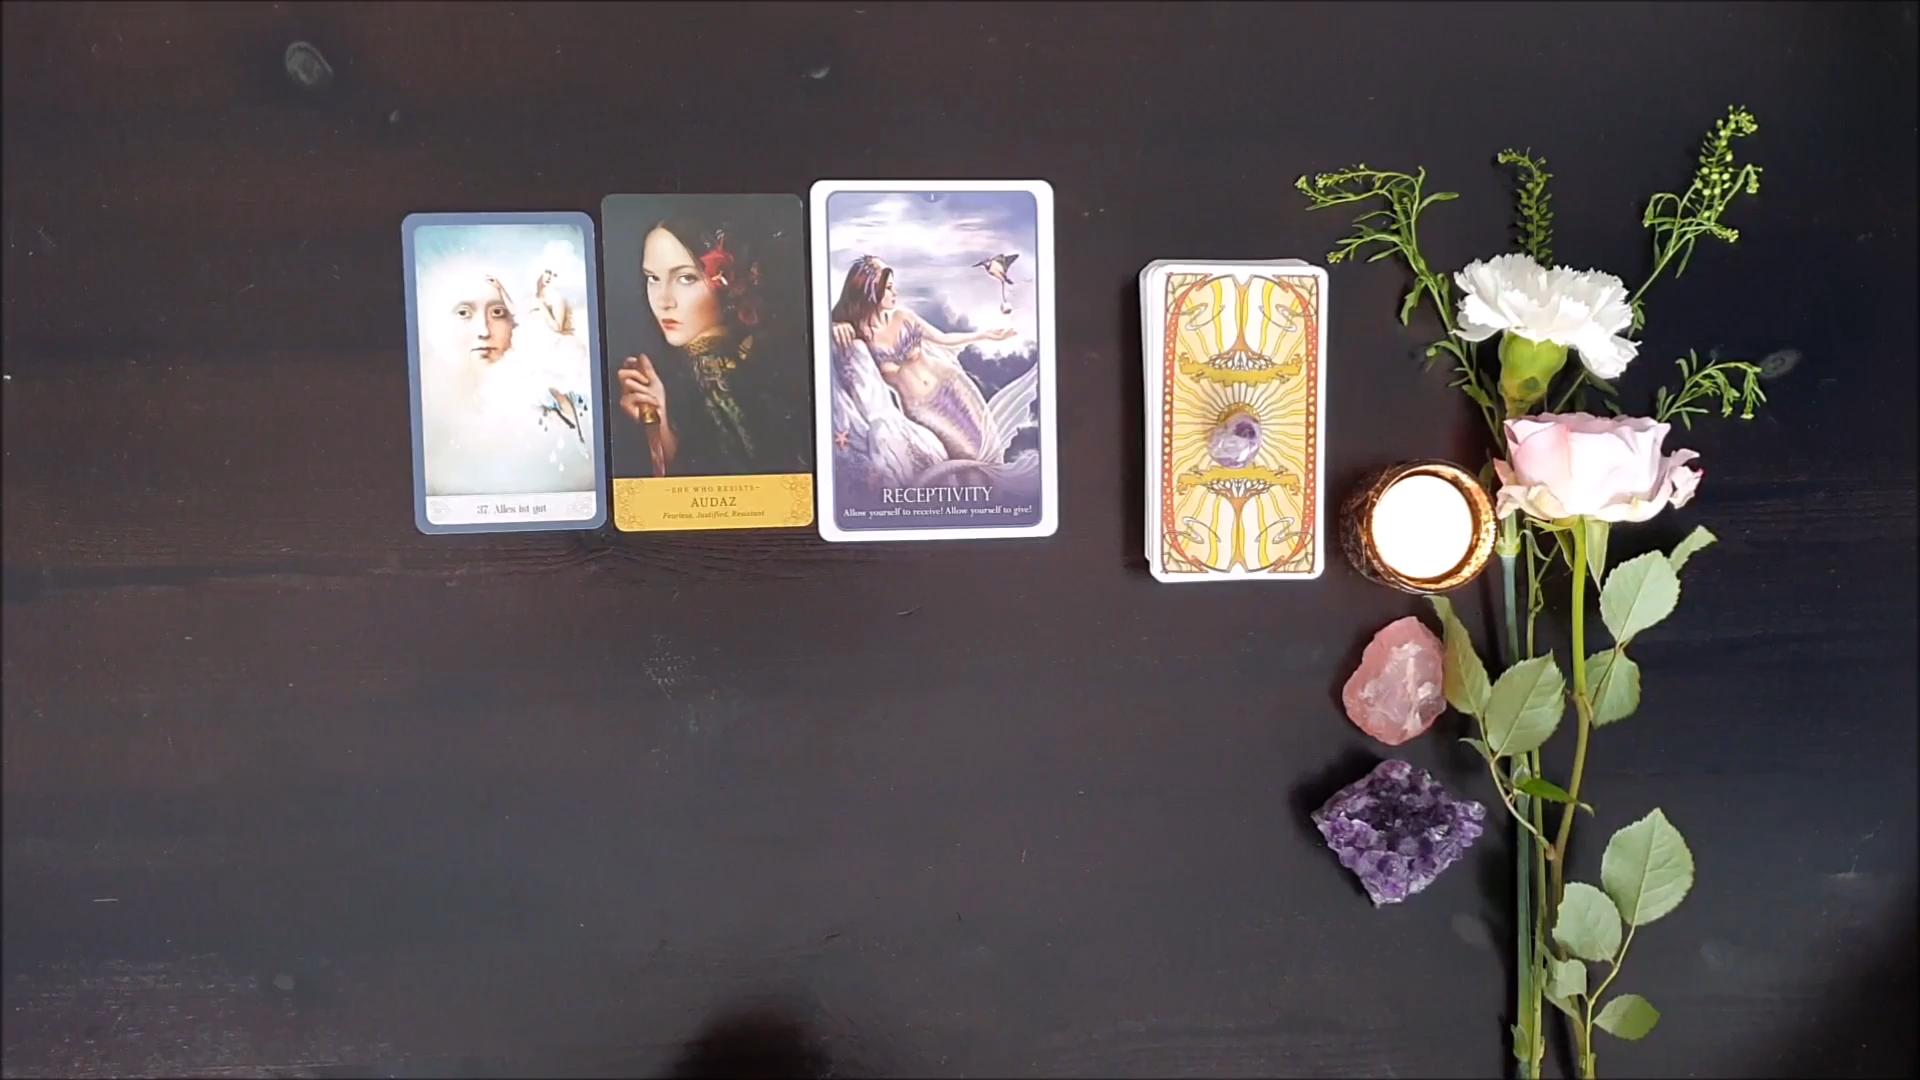 37. Alles ist gut
~SHE WHO RESISTS~
AUDAZ
Fearless, Justified, Resistant
1
RECEPTIVITY
Allow yourself to receive! Allow yourself to give!